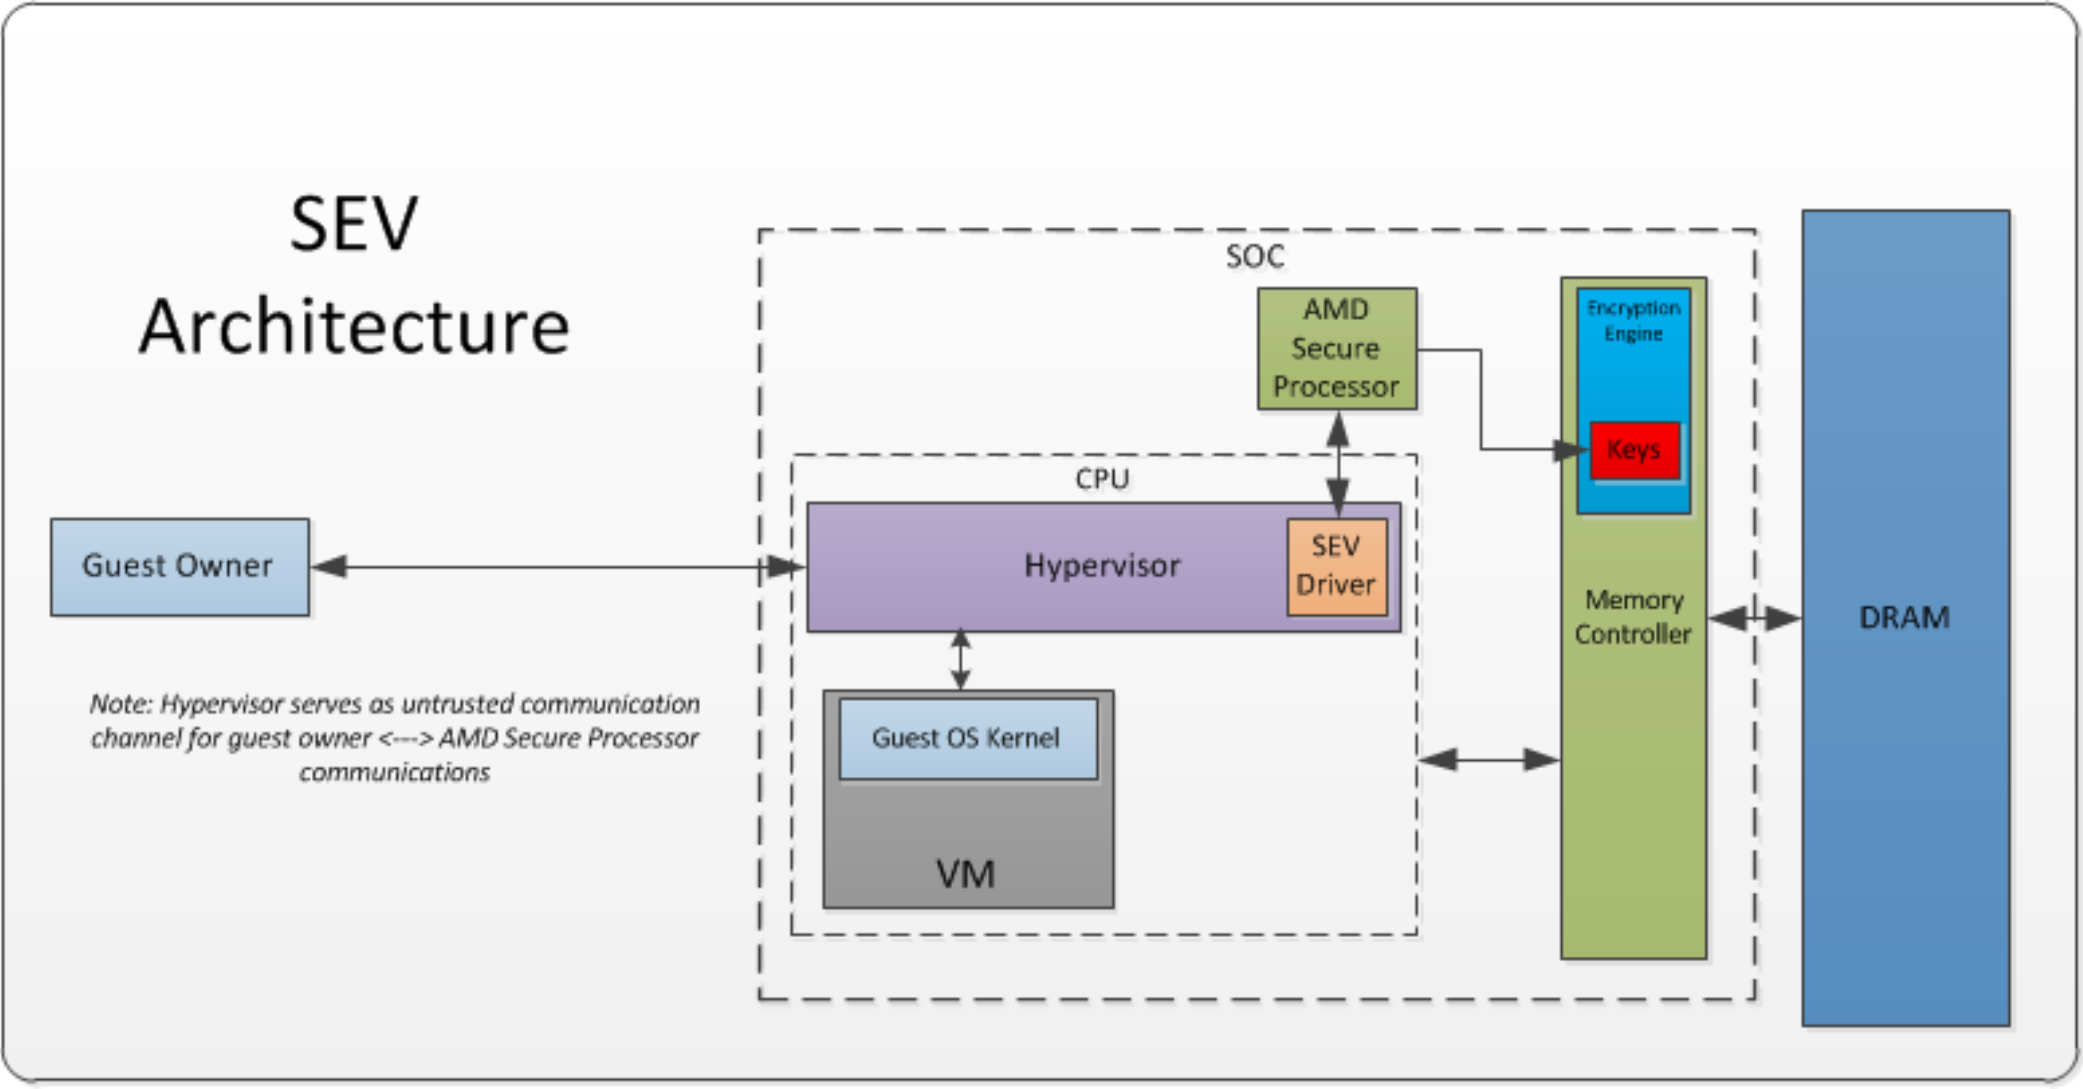 SEV
Architecture
SOC
AMD
Secure
Processor
Encryption
Engine
Keys
CPU
Hypervisor
SEV
Driver
Guest Owner
Memory
Controller
DRAM
Note: Hypervisor serves as untrusted communication
channel for guest owner <---> AMD Secure Processor
communications
Guest OS Kernel
VM